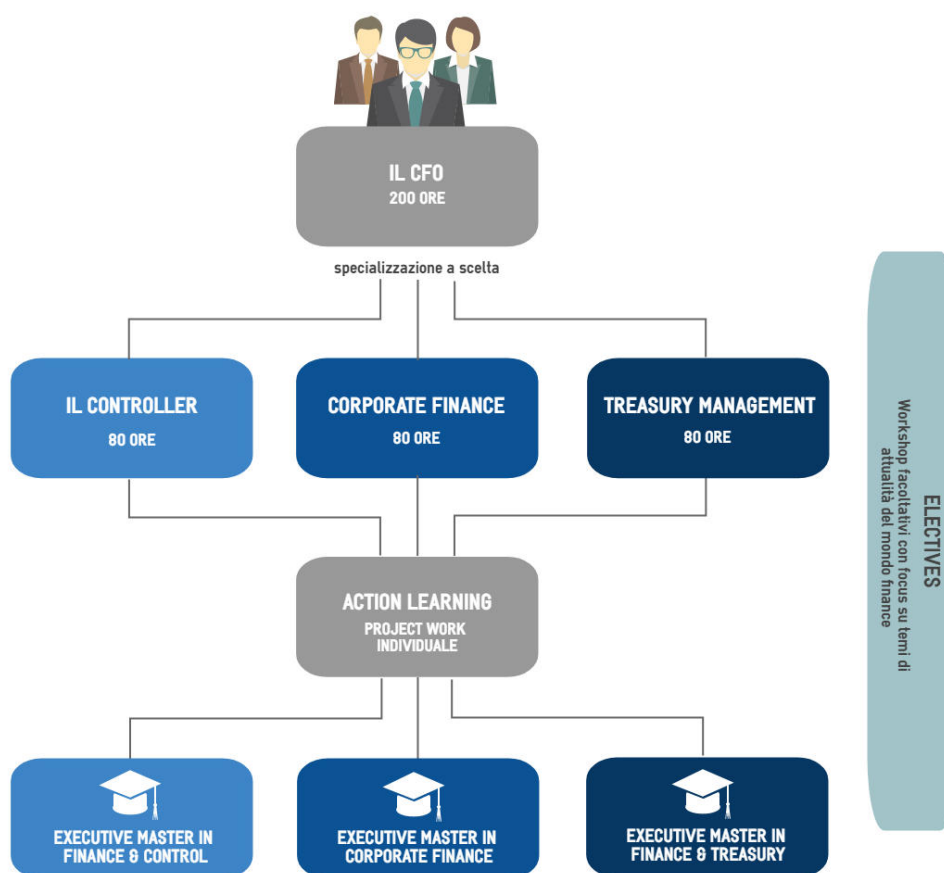 IL CFO
200 ORE
specializzazione a scelta
IL CONTROLLER
80 ORE
CORPORATE FINANCE
80 ORE
TREASURY MANAGEMENT
80 ORE
ACTION LEARNING
PROJECT WORK
INDIVIDUALE
EXECUTIVE MASTER IN
FINANCE & CONTROL
EXECUTIVE MASTER IN
CORPORATE FINANCE
EXECUTIVE MASTER IN
FINANCE & TREASURY
ELECTIVES
Workshop facoltativi con focus su temi di
attualità del mondo finance